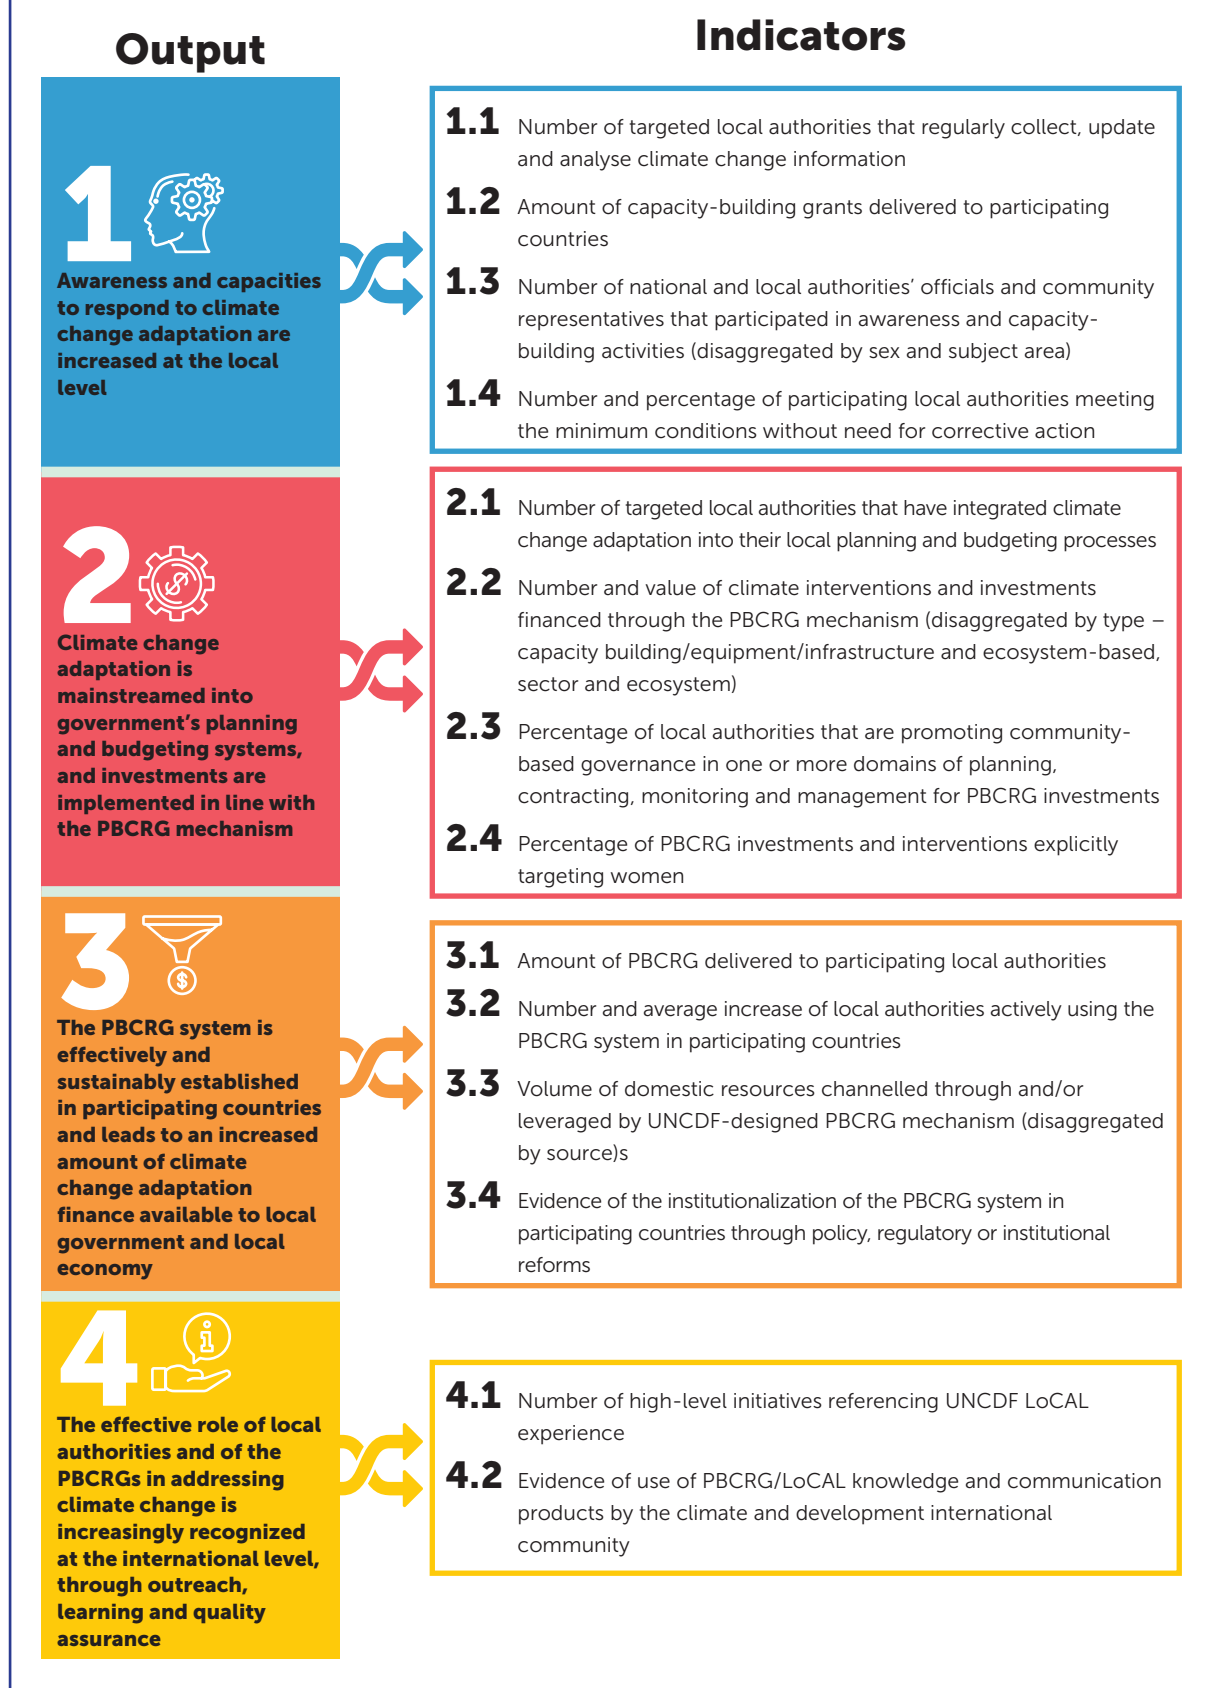 Output
Indicators
1
Awareness and capacities
to respond to climate
change adaptation are
increased at the local
level
1.1 Number of targeted local authorities that regularly collect, update
and analyse climate change information
1.2 Amount of capacity-building grants delivered to participating
countries
1.3 Number of national and local authorities’ officials and community
representatives that participated in awareness and capacity-
building activities (disaggregated by sex and subject area)
1.4 Number and percentage of participating local authorities meeting
the minimum conditions without need for corrective action
2
$
Climate change
adaptation is
mainstreamed into
government’s planning
and budgeting systems,
and investments are
implemented in line with
the PBCRG mechanism
2.1 Number of targeted local authorities that have integrated climate
change adaptation into their local planning and budgeting processes
2.2 Number and value of climate interventions and investments
financed through the PBCRG mechanism (disaggregated by type –
capacity building/equipment/infrastructure and ecosystem-based,
sector and ecosystem)
2.3 Percentage of local authorities that are promoting community-
based governance in one or more domains of planning,
contracting, monitoring and management for PBCRG investments
2.4 Percentage of PBCRG investments and interventions explicitly
targeting women
3
$
The PBCRG system is
effectively and
sustainably established
in participating countries
and leads to an increased
amount of climate
change adaptation
finance available to local
government and local
economy
3.1 Amount of PBCRG delivered to participating local authorities
3.2 Number and average increase of local authorities actively using the
PBCRG system in participating countries
3.3 Volume of domestic resources channelled through and/or
leveraged by UNCDF-designed PBCRG mechanism (disaggregated
by source)s
3.4 Evidence of the institutionalization of the PBCRG system in
participating countries through policy, regulatory or institutional
reforms
4
i
The effective role of local
authorities and of the
PBCRGs in addressing
climate change is
increasingly recognized
at the international level,
through outreach,
learning and quality
assurance
4.1 Number of high-level initiatives referencing UNCDF LoCAL
experience
4.2 Evidence of use of PBCRG/LoCAL knowledge and communication
products by the climate and development international
community